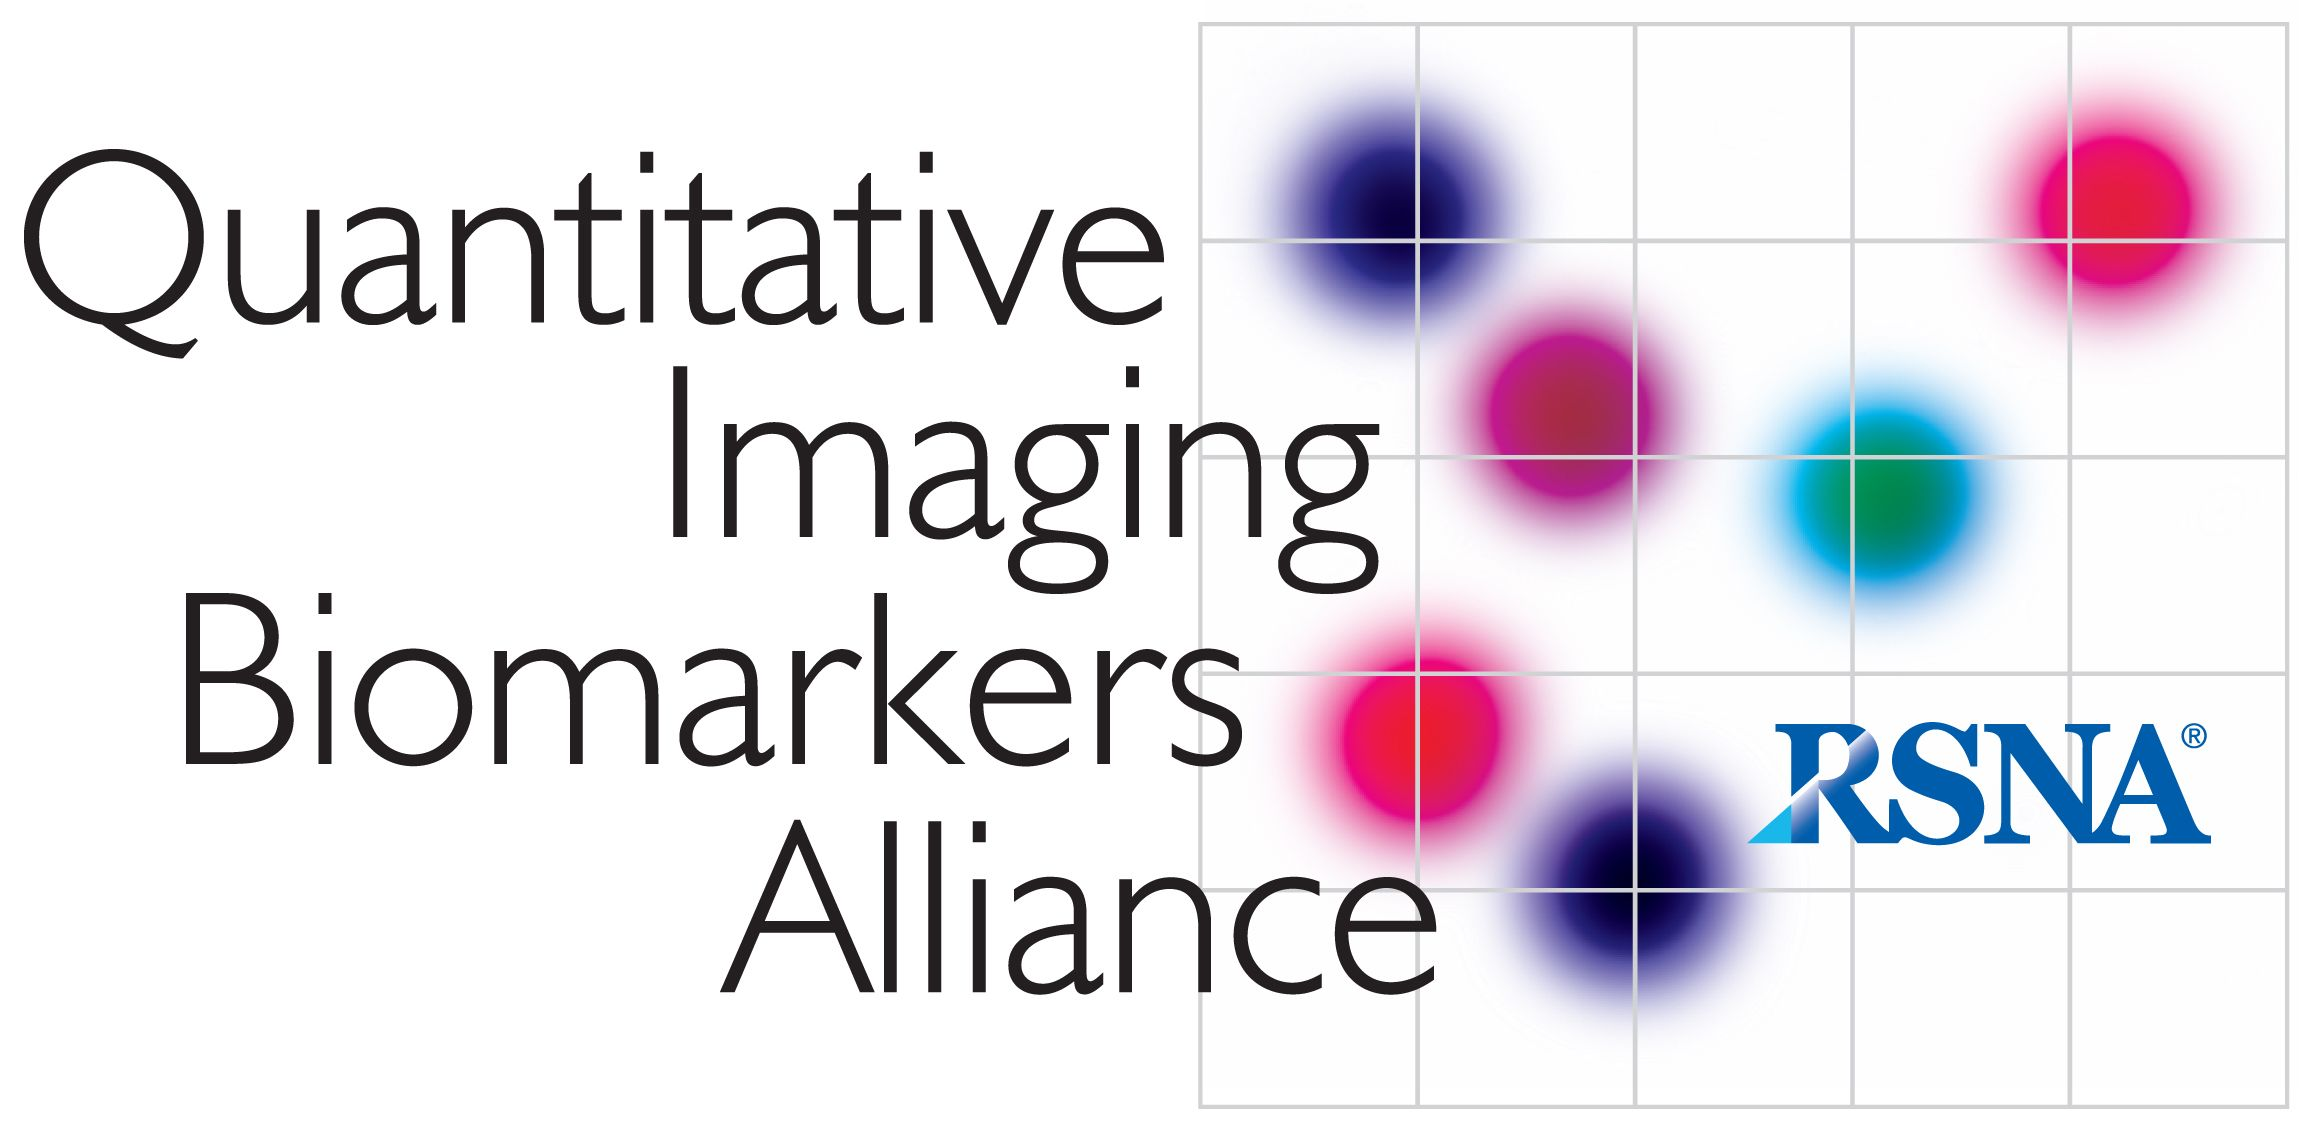 Quantitative
Imaging
Biomarkers
RSNA®
Alliance